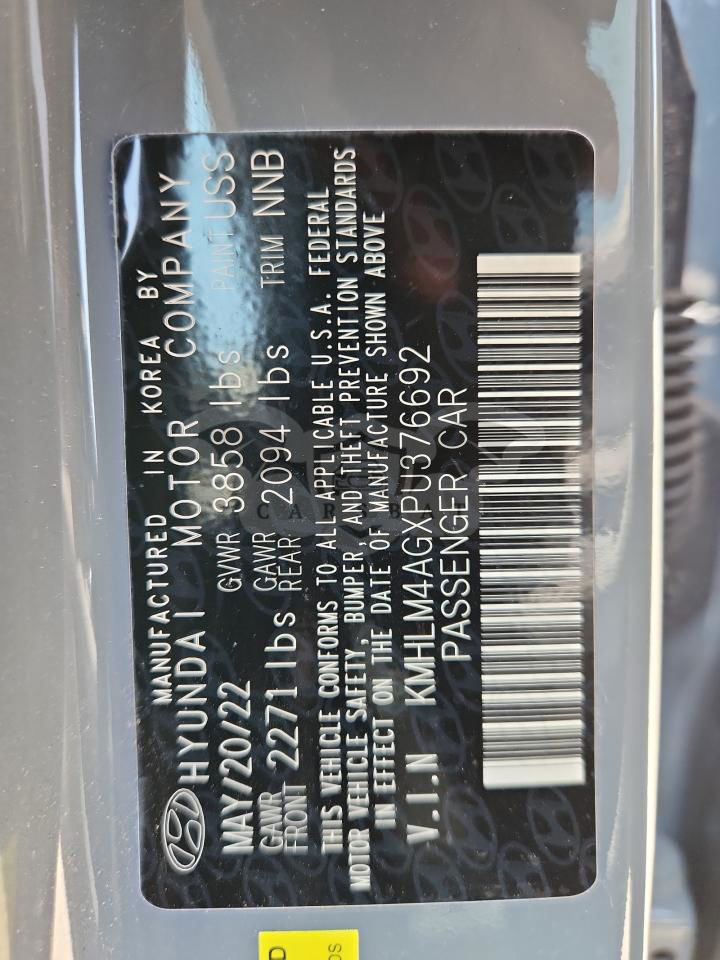 MANUFACTURED IN KOREA BY
HYUNDAI MOTOR COMPANY
MAY/20/22 GVWR 3858 lbs PAINT USS
GAWR FRONT 2271 lbs GAWR REAR 2094 lbs TRIM NNB
THIS VEHICLE CONFORMS TO ALL APPLICABLE U.S.A. FEDERAL
MOTOR VEHICLE SAFETY, BUMPER, AND THEFT PREVENTION STANDARDS
IN EFFECT ON THE DATE OF MANUFACTURE SHOWN ABOVE
V.I.N KMHLM4AGXPU376692
PASSENGER CAR